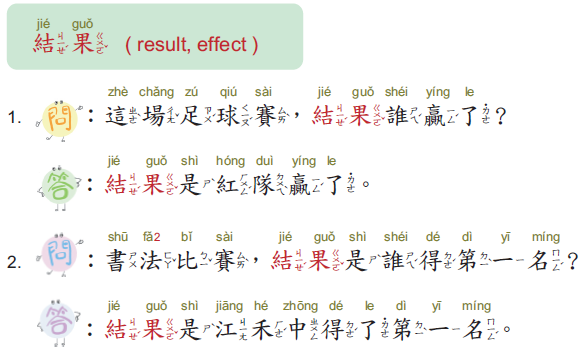 jié guǒ
結果 ( result, effect )
zhè chǎng zú qiú sài jié guǒ shéi yíng le
1. 問：這場足球賽，結果誰贏了？
jié guǒ shì hóng duì yíng le
答：結果是紅隊贏了。
shū fǎ2 bǐ sài jié guǒ shì shéi dé dì yī míng
2. 問：書法比賽，結果是誰得第一名？
jié guǒ shì jiāng hé zhōng dé le dì yī míng
答：結果是江禾中得了第一名。